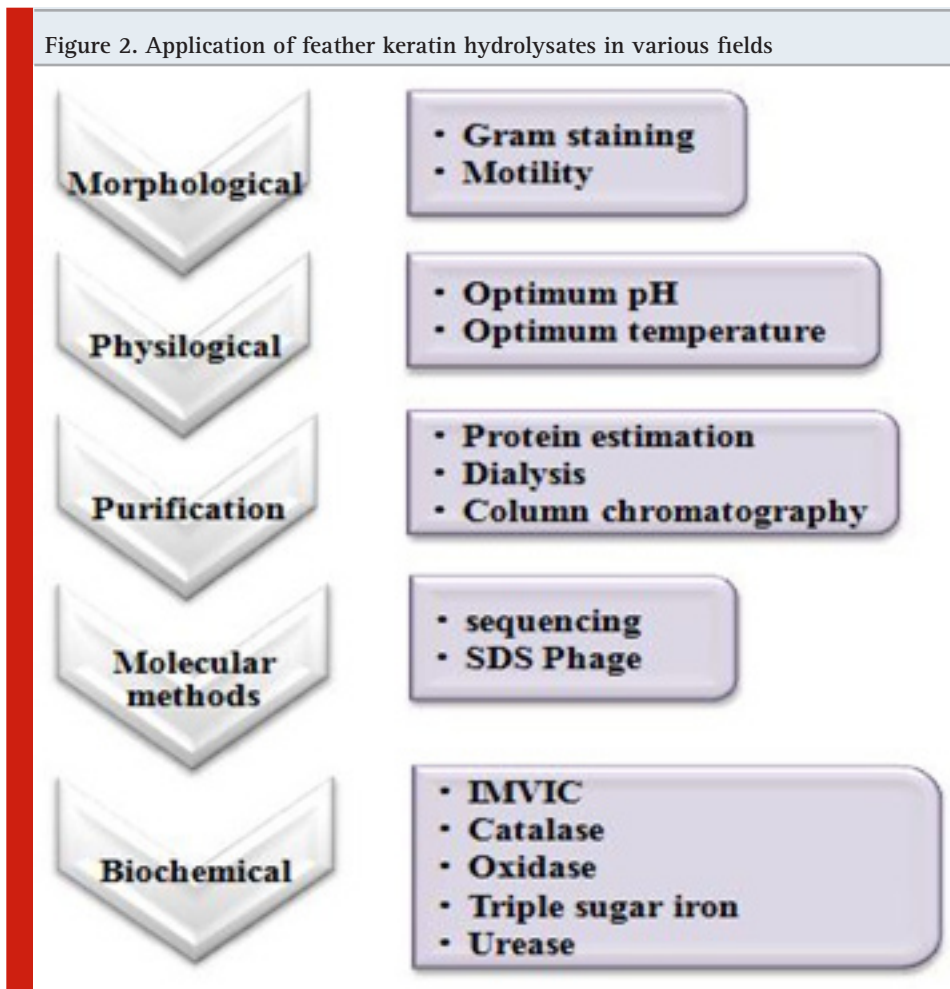 Figure 2. Application of feather keratin hydrolysates in various fields
Morphological
• Gram staining
• Motility
Physilogical
• Optimum pH
• Optimum temperature
Purification
• Protein estimation
• Dialysis
• Column chromatography
Molecular
methods
• sequencing
• SDS Phage
Biochemical
• IMVIC
• Catalase
• Oxidase
• Triple sugar iron
• Urease